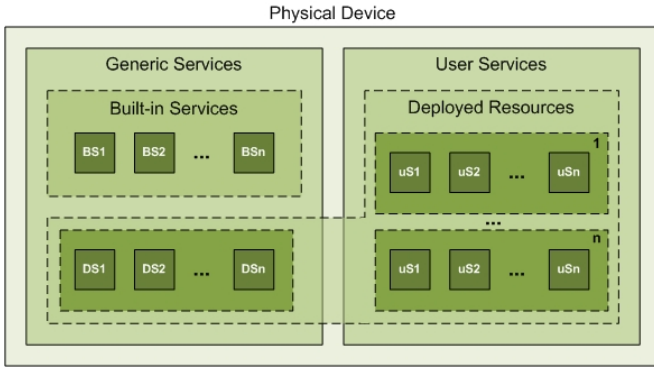 Physical Device
Generic Services
User Services
Built-in Services
Deployed Resources
BS1 BS2 ... BSn
1
uS1 uS2 ... uSn
...
n
DS1 DS2 ... DSn
uS1 uS2 ... uSn